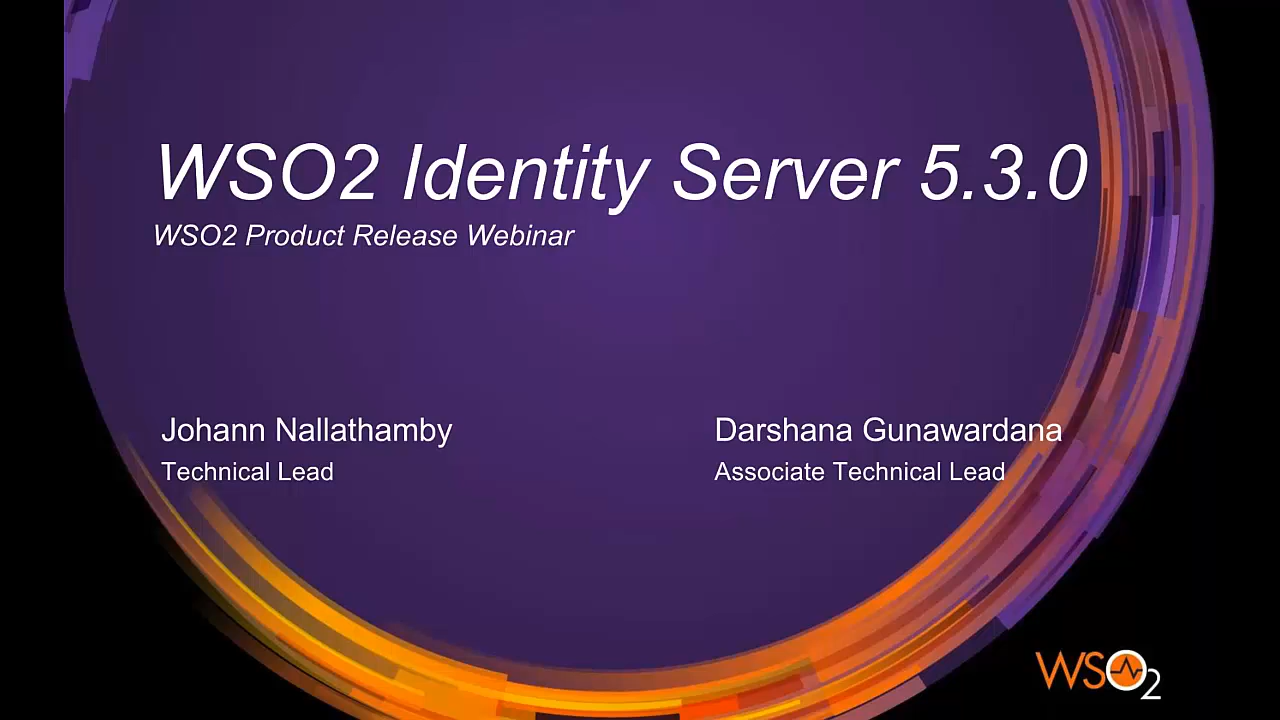 WSO2 Identity Server 5.3.0
WSO2 Product Release Webinar
Johann Nallathamby
Darshana Gunawardana
Technical Lead
Associate Technical Lead
WSO2